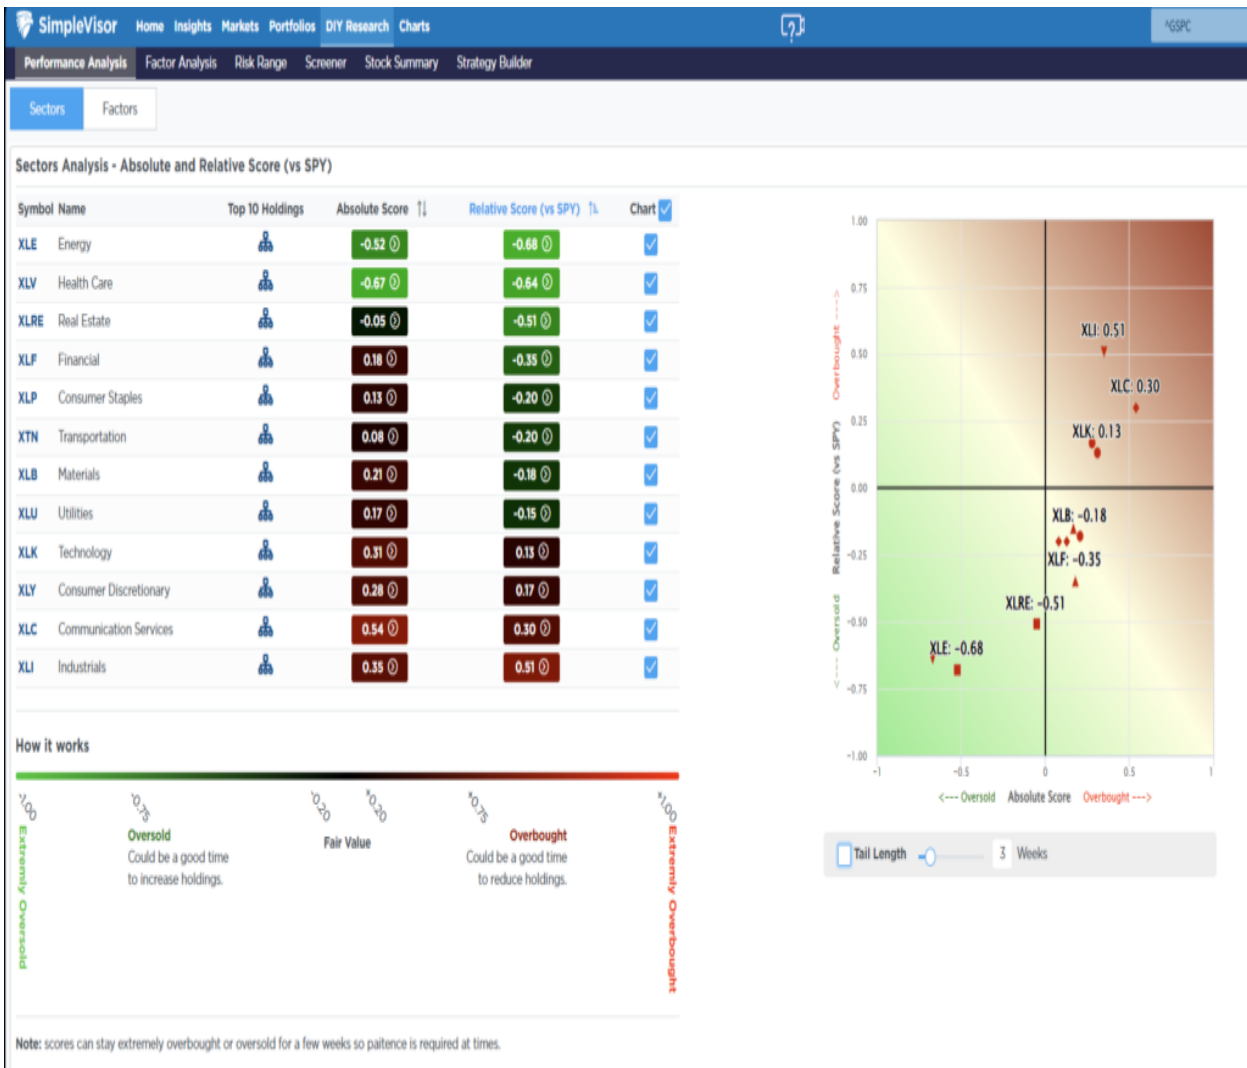 SimpleVisor Home Insights Markets Portfolios DIY Research Charts ^GSPC
Performance Analysis Factor Analysis Risk Range Screener Stock Summary Strategy Builder
Sectors Factors
Sectors Analysis - Absolute and Relative Score (vs SPY)
Symbol Name Top 10 Holdings Absolute Score Relative Score (vs SPY) Chart
XLE Energy -0.52 -0.68
XLV Health Care -0.67 -0.64
XLRE Real Estate -0.05 -0.51
XLF Financial 0.18 -0.35
XLP Consumer Staples 0.13 -0.20
XTN Transportation 0.08 -0.20
XLB Materials 0.21 -0.18
XLU Utilities 0.17 -0.15
XLK Technology 0.31 0.13
XLY Consumer Discretionary 0.28 0.17
XLC Communication Services 0.54 0.30
XLI Industrials 0.35 0.51
How it works
-1.00 -0.75 -0.20 +0.20 +0.75 +1.00
Extremly Oversold
Oversold
Could be a good time
to increase holdings.
Fair Value
Overbought
Could be a good time
to reduce holdings.
Extremly Overbought
Note: scores can stay extremely overbought or oversold for a few weeks so paitence is required at times.
<--- Oversold Relative Score (vs SPY) Overbought --->
1.00
0.75
0.50
0.25
0.00
-0.25
-0.50
-0.75
-1.00
XLI: 0.51
XLC: 0.30
XLK: 0.13
XLB: -0.18
XLF: -0.35
XLRE: -0.51
XLE: -0.68
-1 -0.5 0 0.5 1
<--- Oversold Absolute Score Overbought --->
Tail Length 3 Weeks